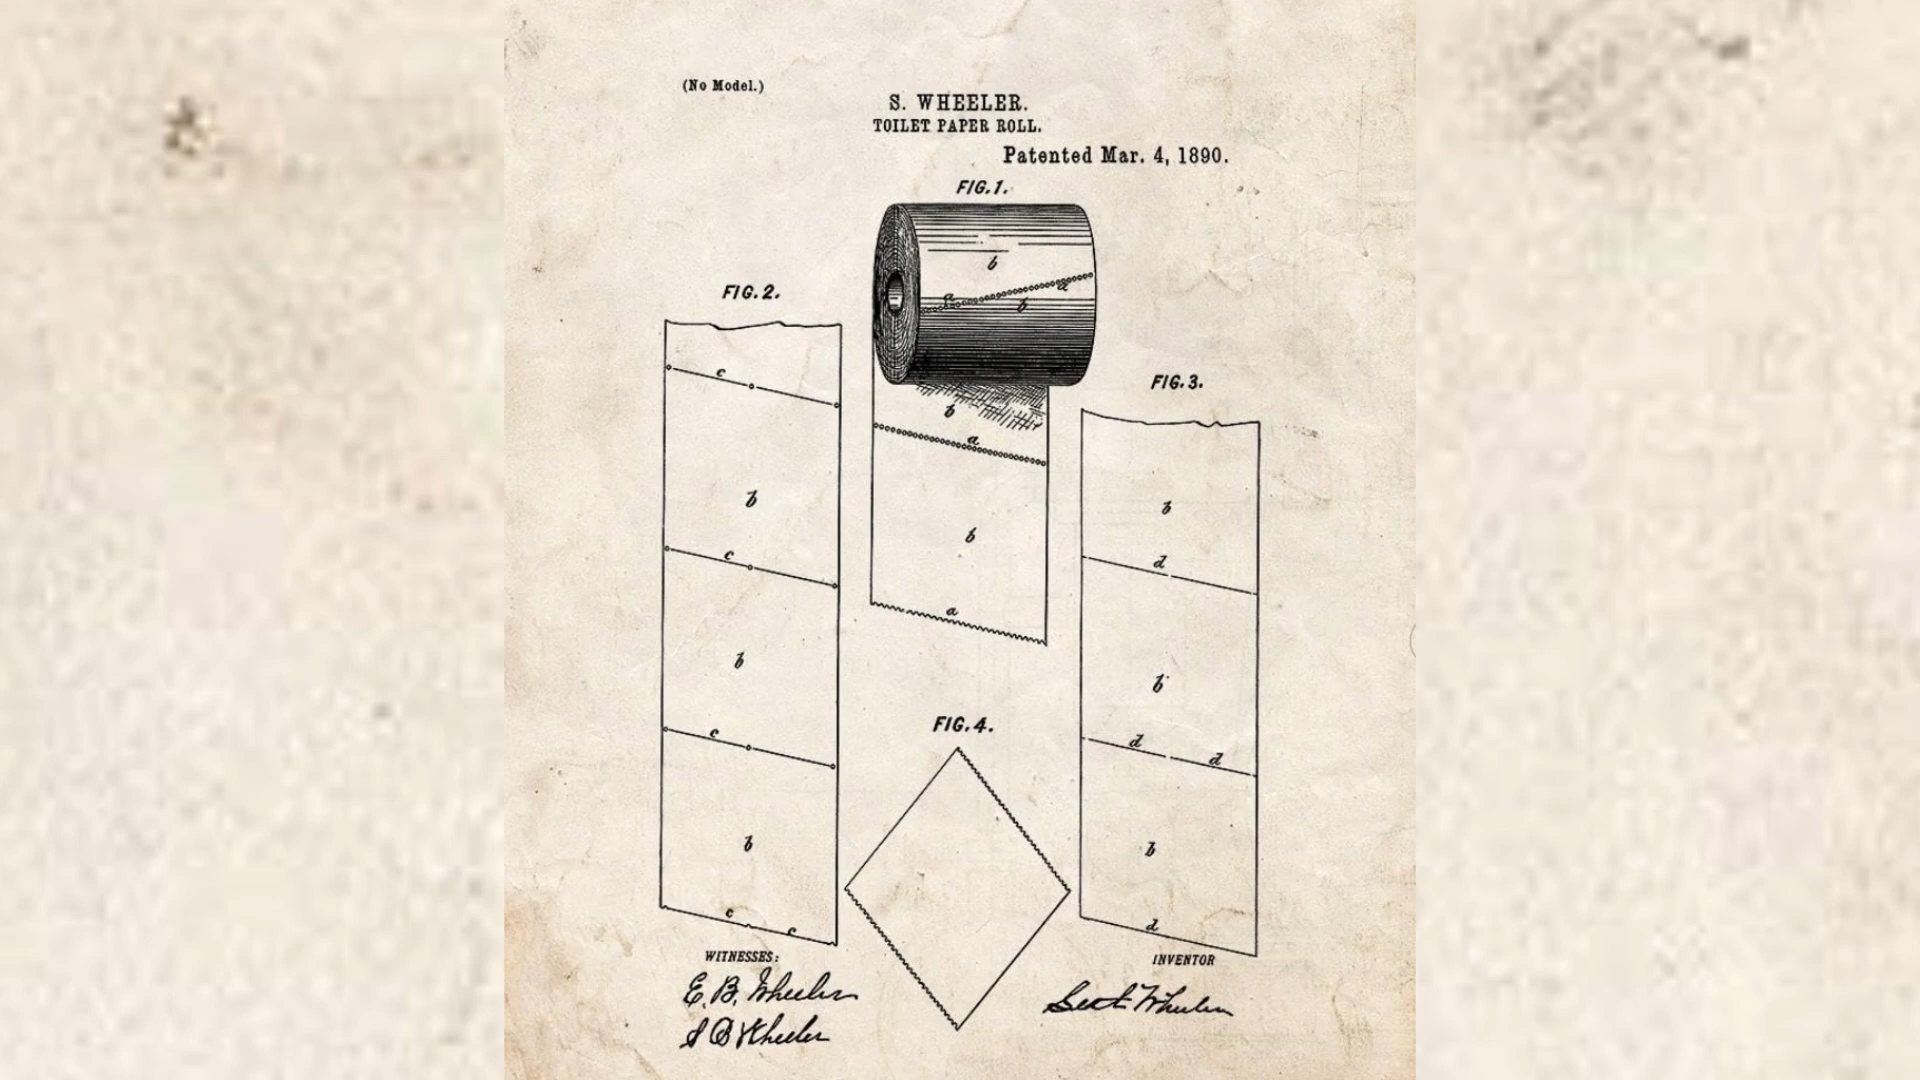 (No Model.)
S. WHEELER.
TOILET PAPER ROLL.
Patented Mar. 4, 1890.
FIG.1.
b
a
a
b
b
a
b
a
FIG.2.
c
b
c
b
c
b
c
c
FIG.3.
b
d
b
d
d
b
d
FIG.4.
WITNESSES:
E. B. Wheeler
S B Wheeler
INVENTOR
Seth Wheeler